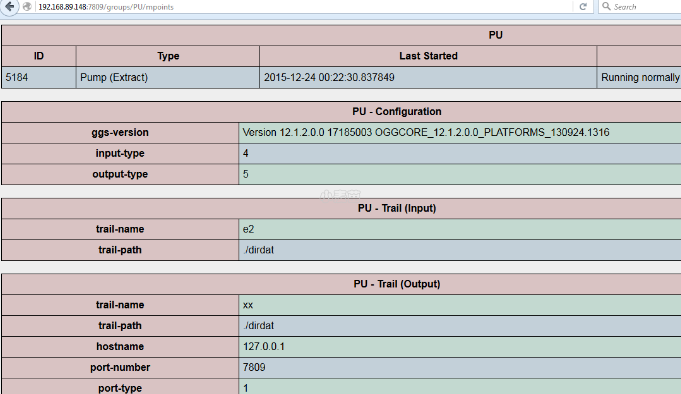 192.168.89.148:7809/groups/PU/mpoints
Search
PU
ID Type Last Started
5184 Pump (Extract) 2015-12-24 00:22:30.837849 Running normally
PU - Configuration
ggs-version Version 12.1.2.0.0 17185003 OGGCORE_12.1.2.0.0_PLATFORMS_130924.1316
input-type 4
output-type 5
PU - Trail (Input)
trail-name e2
trail-path ./dirdat
PU - Trail (Output)
trail-name xx
trail-path ./dirdat
hostname 127.0.0.1
port-number 7809
port-type 1